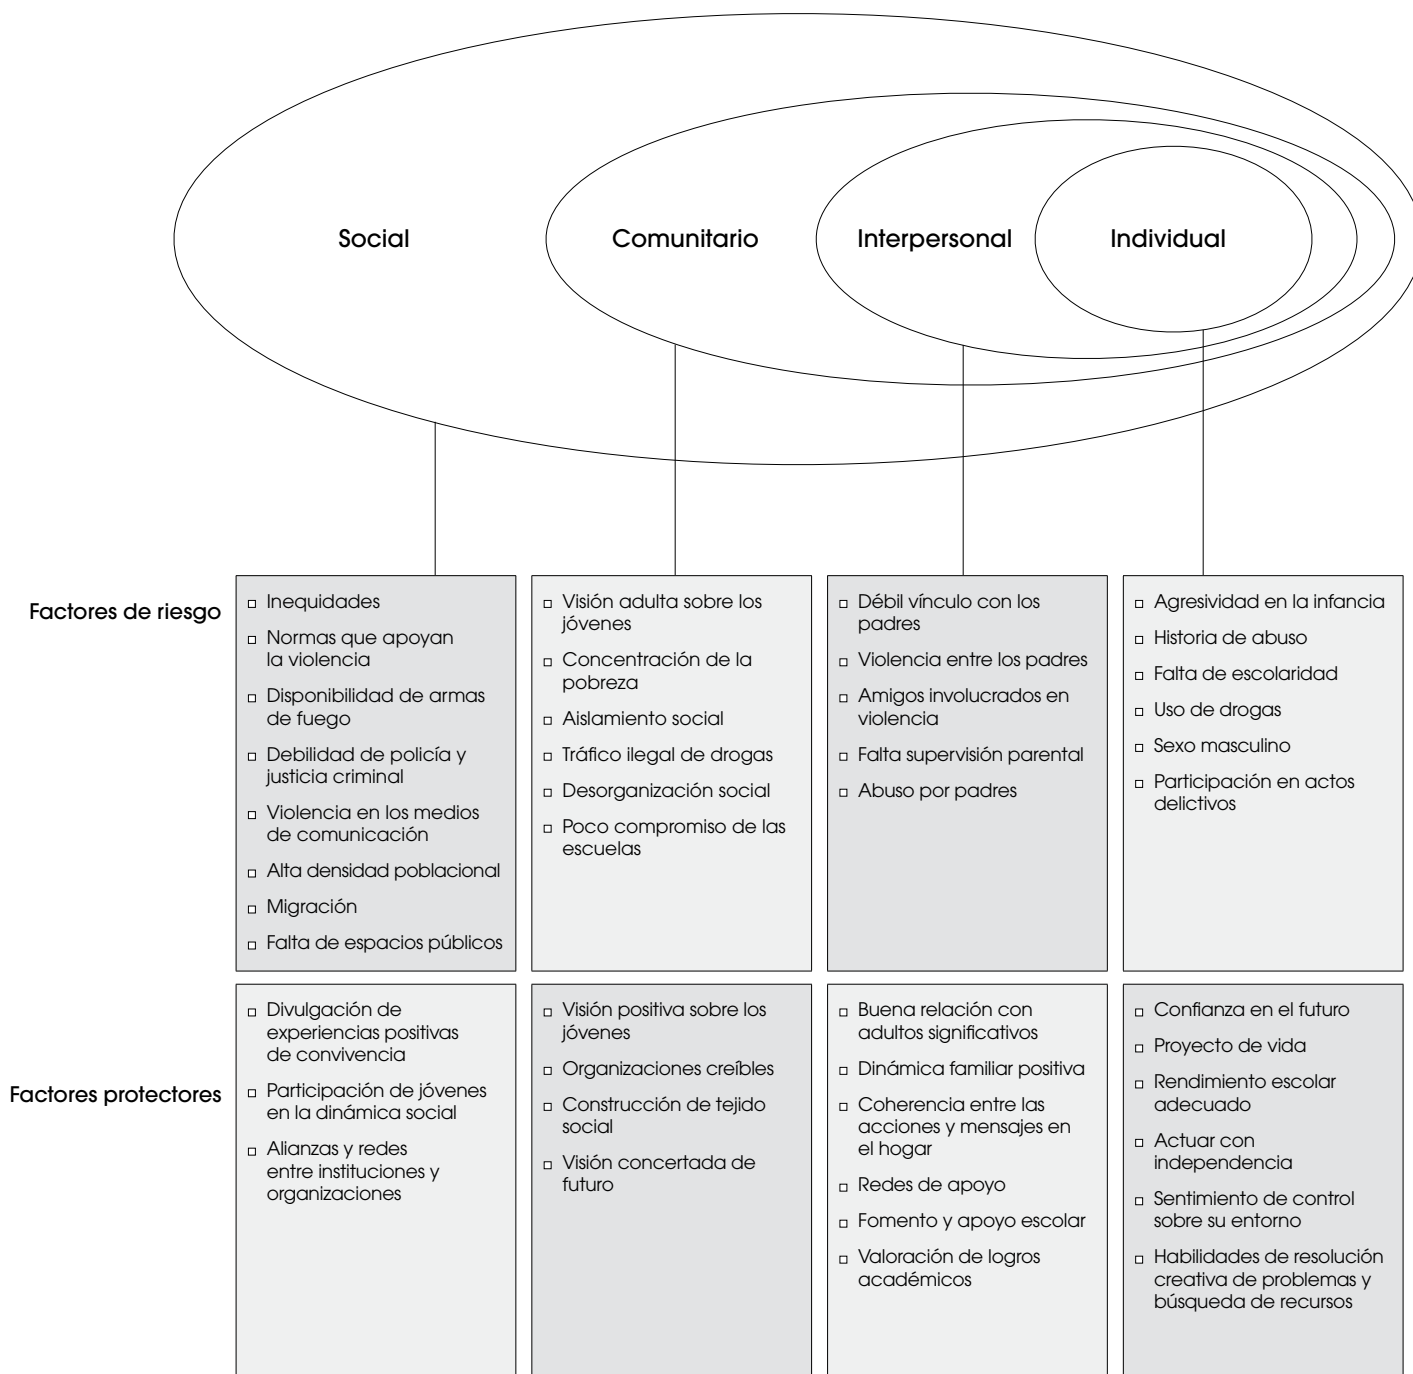 Social
Comunitario
Interpersonal
Individual
Factores de riesgo
Inequidades
Normas que apoyan
la violencia
Disponibilidad de armas
de fuego
Debilidad de policía y
justicia criminal
Violencia en los medios
de comunicación
Alta densidad poblacional
Migración
Falta de espacios públicos
Visión adulta sobre los
jóvenes
Concentración de la
pobreza
Aislamiento social
Tráfico ilegal de drogas
Desorganización social
Poco compromiso de las
escuelas
Débil vínculo con los
padres
Violencia entre los padres
Amigos involucrados en
violencia
Falta supervisión parental
Abuso por padres
Agresividad en la infancia
Historia de abuso
Falta de escolaridad
Uso de drogas
Sexo masculino
Participación en actos
delictivos
Factores protectores
Divulgación de
experiencias positivas
de convivencia
Participación de jóvenes
en la dinámica social
Alianzas y redes
entre instituciones y
organizaciones
Visión positiva sobre los
jóvenes
Organizaciones creíbles
Construcción de tejido
social
Visión concertada de
futuro
Buena relación con
adultos significativos
Dinámica familiar positiva
Coherencia entre las
acciones y mensajes en
el hogar
Redes de apoyo
Fomento y apoyo escolar
Valoración de logros
académicos
Confianza en el futuro
Proyecto de vida
Rendimiento escolar
adecuado
Actuar con
independencia
Sentimiento de control
sobre su entorno
Habilidades de resolución
creativa de problemas y
búsqueda de recursos